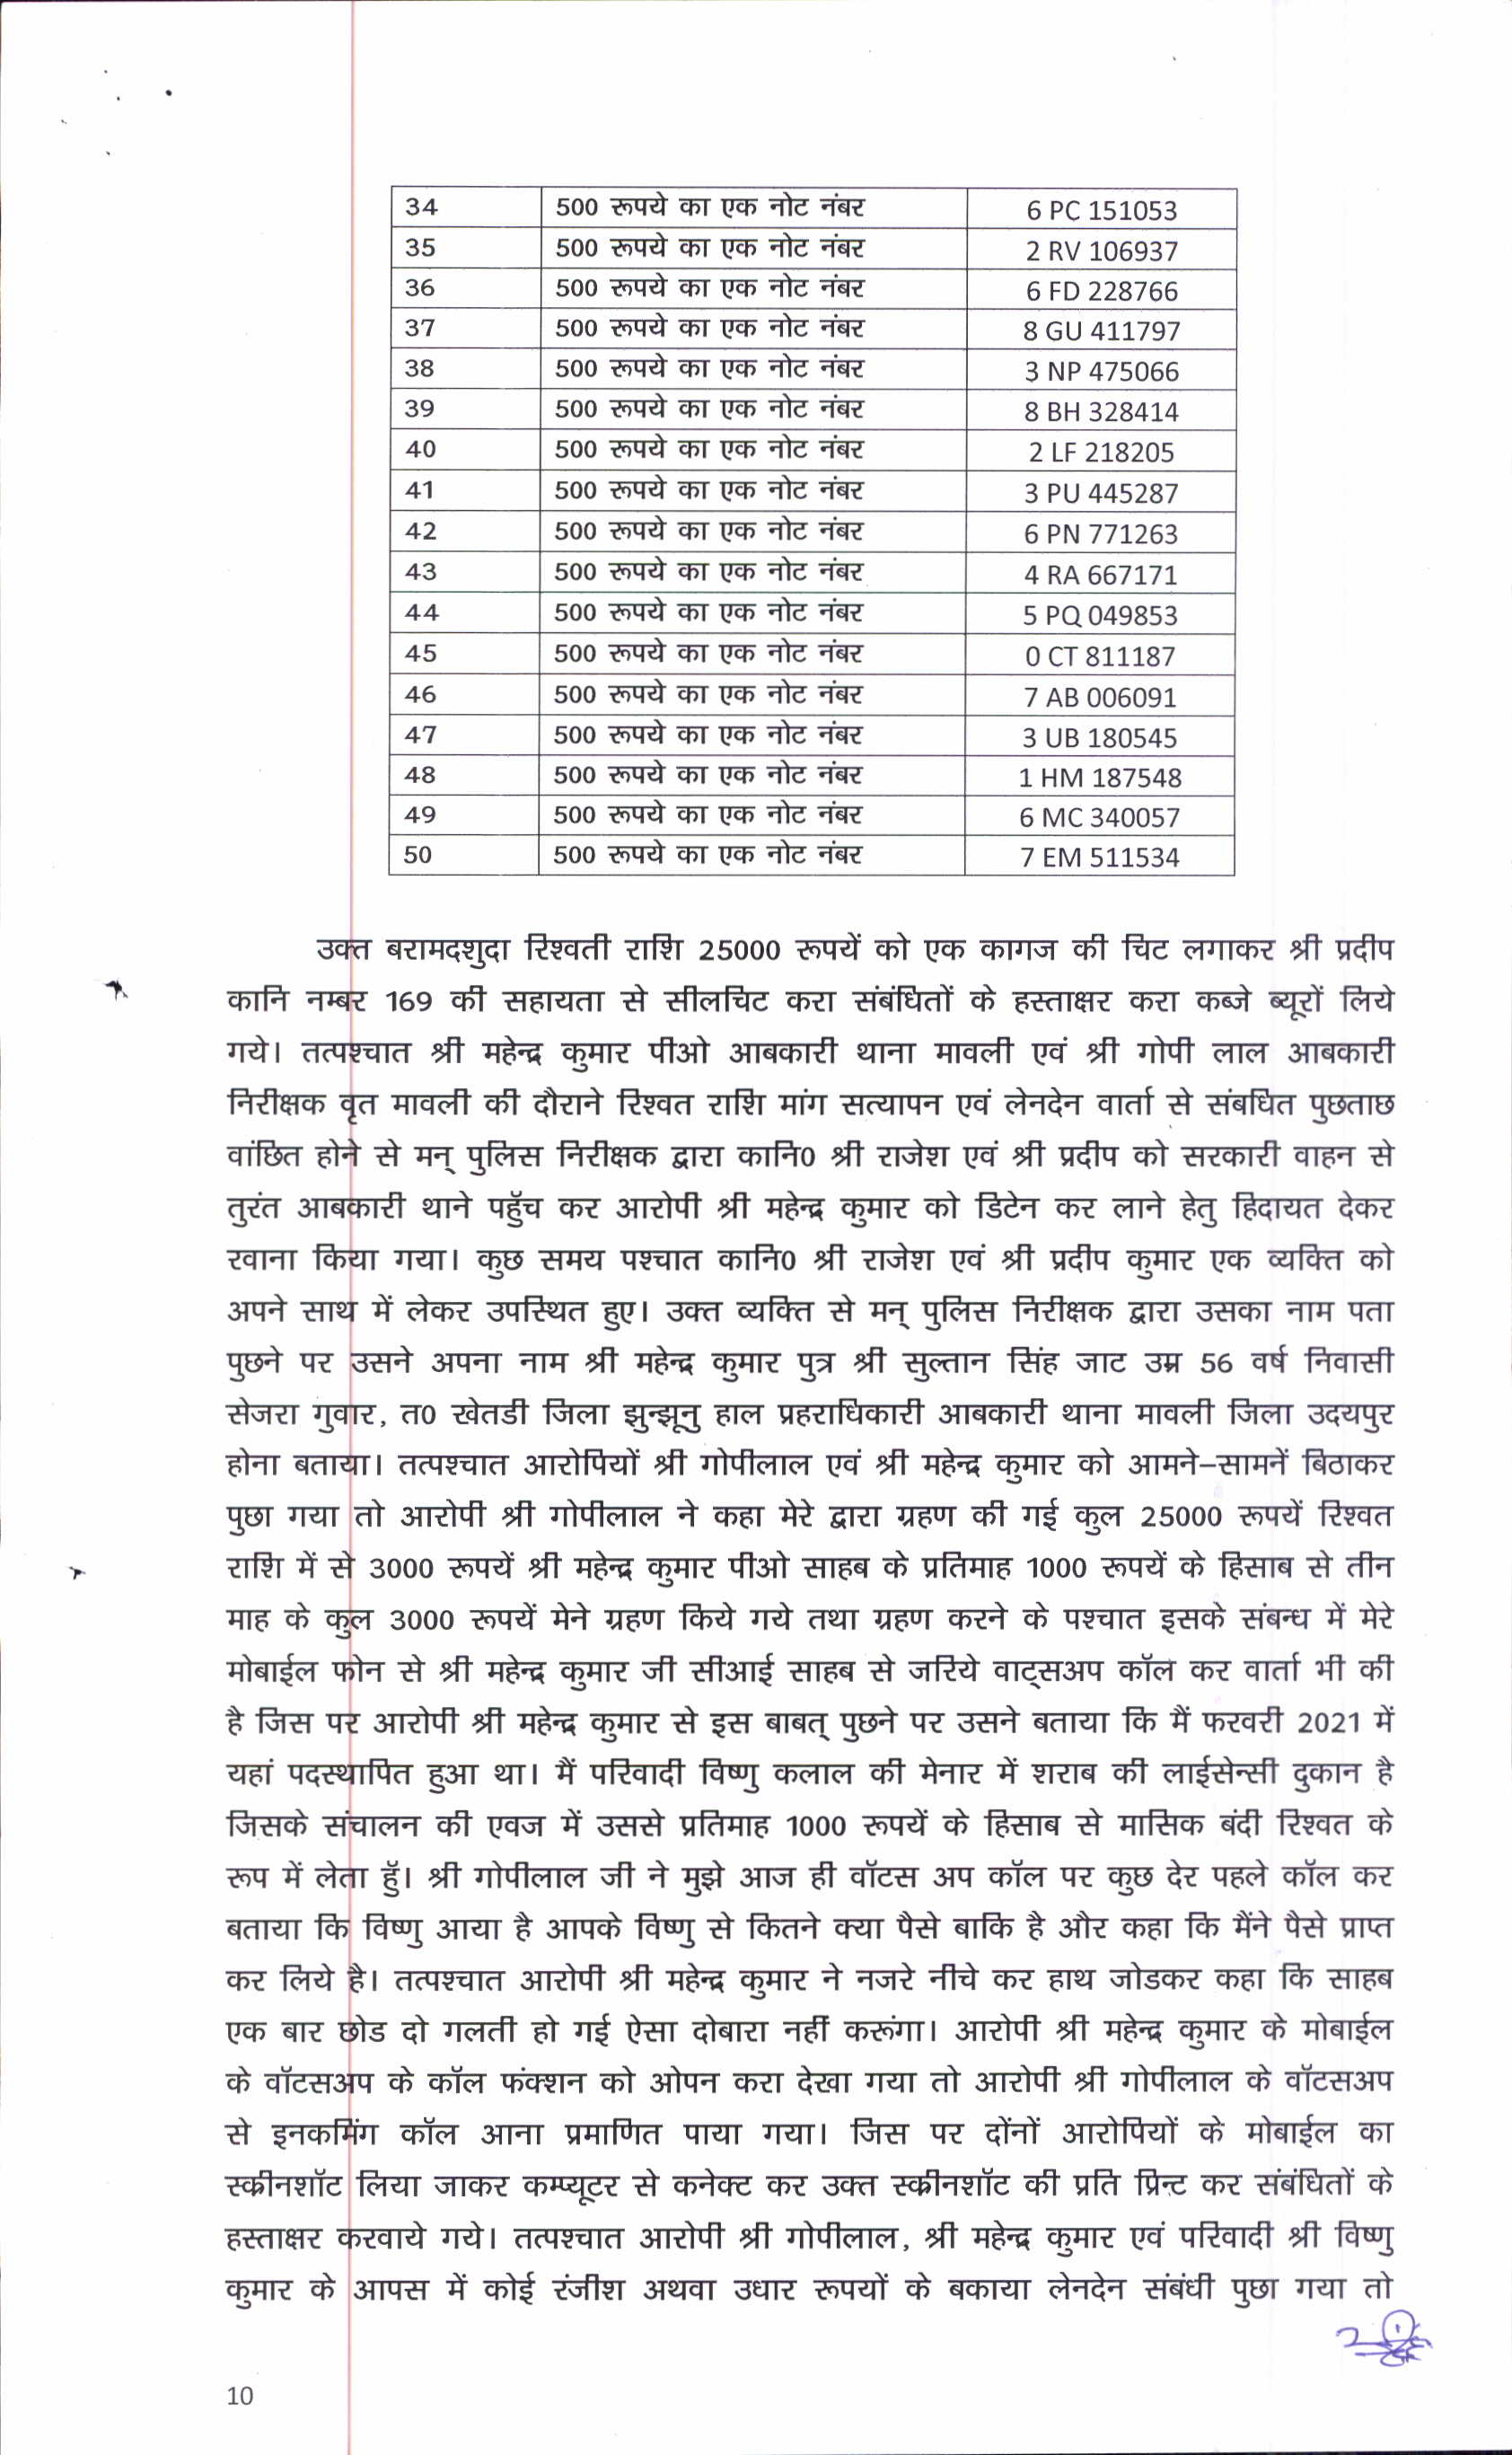 34 500 रूपये का एक नोट नंबर 6 PC 151053
35 500 रूपये का एक नोट नंबर 2 RV 106937
36 500 रूपये का एक नोट नंबर 6 FD 228766
37 500 रूपये का एक नोट नंबर 8 GU 411797
38 500 रूपये का एक नोट नंबर 3 NP 475066
39 500 रूपये का एक नोट नंबर 8 BH 328414
40 500 रूपये का एक नोट नंबर 2 LF 218205
41 500 रूपये का एक नोट नंबर 3 PU 445287
42 500 रूपये का एक नोट नंबर 6 PN 771263
43 500 रूपये का एक नोट नंबर 4 RA 667171
44 500 रूपये का एक नोट नंबर 5 PQ 049853
45 500 रूपये का एक नोट नंबर 0 CT 811187
46 500 रूपये का एक नोट नंबर 7 AB 006091
47 500 रूपये का एक नोट नंबर 3 UB 180545
48 500 रूपये का एक नोट नंबर 1 HM 187548
49 500 रूपये का एक नोट नंबर 6 MC 340057
50 500 रूपये का एक नोट नंबर 7 EM 511534
उक्त बरामदशुदा रिश्वती राशि 25000 रूपयें को एक कागज की चिट लगाकर श्री प्रदीप
कानि नम्बर 169 की सहायता से सीलचिट करा संबंधितों के हस्ताक्षर करा कब्जे ब्यूरों लिये
गये। तत्पश्चात श्री महेन्द्र कुमार पीओ आबकारी थाना मावली एवं श्री गोपी लाल आबकारी
निरीक्षक वृत मावली की दौराने रिश्वत राशि मांग सत्यापन एवं लेनदेन वार्ता से संबधित पुछताछ
वांछित होने से मन् पुलिस निरीक्षक द्वारा कानि0 श्री राजेश एवं श्री प्रदीप को सरकारी वाहन से
तुरंत आबकारी थाने पहुॅच कर आरोपी श्री महेन्द्र कुमार को डिटेन कर लाने हेतु हिदायत देकर
रवाना किया गया। कुछ समय पश्चात कानि0 श्री राजेश एवं श्री प्रदीप कुमार एक व्यक्ति को
अपने साथ में लेकर उपस्थित हुए। उक्त व्यक्ति से मन् पुलिस निरीक्षक द्वारा उसका नाम पता
पुछने पर उसने अपना नाम श्री महेन्द्र कुमार पुत्र श्री सुल्तान सिंह जाट उम्र 56 वर्ष निवासी
सेजरा गुवार, त0 खेतडी जिला झुन्झूनु हाल प्रहराधिकारी आबकारी थाना मावली जिला उदयपुर
होना बताया। तत्पश्चात आरोपियों श्री गोपीलाल एवं श्री महेन्द्र कुमार को आमने–सामनें बिठाकर
पुछा गया तो आरोपी श्री गोपीलाल ने कहा मेरे द्वारा ग्रहण की गई कुल 25000 रूपयें रिश्वत
राशि में से 3000 रूपयें श्री महेन्द्र कुमार पीओ साहब के प्रतिमाह 1000 रूपयें के हिसाब से तीन
माह के कुल 3000 रूपयें मेने ग्रहण किये गये तथा ग्रहण करने के पश्चात इसके संबन्ध में मेरे
मोबाईल फोन से श्री महेन्द्र कुमार जी सीआई साहब से जरिये वाट्सअप कॉल कर वार्ता भी की
है जिस पर आरोपी श्री महेन्द्र कुमार से इस बाबत् पुछने पर उसने बताया कि मैं फरवरी 2021 में
यहां पदस्थापित हुआ था। मैं परिवादी विष्णु कलाल की मेनार में शराब की लाईसेन्सी दुकान है
जिसके संचालन की एवज में उससे प्रतिमाह 1000 रूपयें के हिसाब से मासिक बंदी रिश्वत के
रूप में लेता हूॅ। श्री गोपीलाल जी ने मुझे आज ही वॉटस अप कॉल पर कुछ देर पहले कॉल कर
बताया कि विष्णु आया है आपके विष्णु से कितने क्या पैसे बाकि है और कहा कि मैंने पैसे प्राप्त
कर लिये है। तत्पश्चात आरोपी श्री महेन्द्र कुमार ने नजरे नीचे कर हाथ जोडकर कहा कि साहब
एक बार छोड दो गलती हो गई ऐसा दोबारा नहीं करूंगा। आरोपी श्री महेन्द्र कुमार के मोबाईल
के वॉटसअप के कॉल फंक्शन को ओपन करा देखा गया तो आरोपी श्री गोपीलाल के वॉटसअप
से इनकमिंग कॉल आना प्रमाणित पाया गया। जिस पर दोंनों आरोपियों के मोबाईल का
स्क्रीनशॉट लिया जाकर कम्प्यूटर से कनेक्ट कर उक्त स्क्रीनशॉट की प्रति प्रिन्ट कर संबंधितों के
हस्ताक्षर करवाये गये। तत्पश्चात आरोपी श्री गोपीलाल, श्री महेन्द्र कुमार एवं परिवादी श्री विष्णु
कुमार के आपस में कोई रंजीश अथवा उधार रूपयों के बकाया लेनदेन संबंधी पुछा गया तो
10